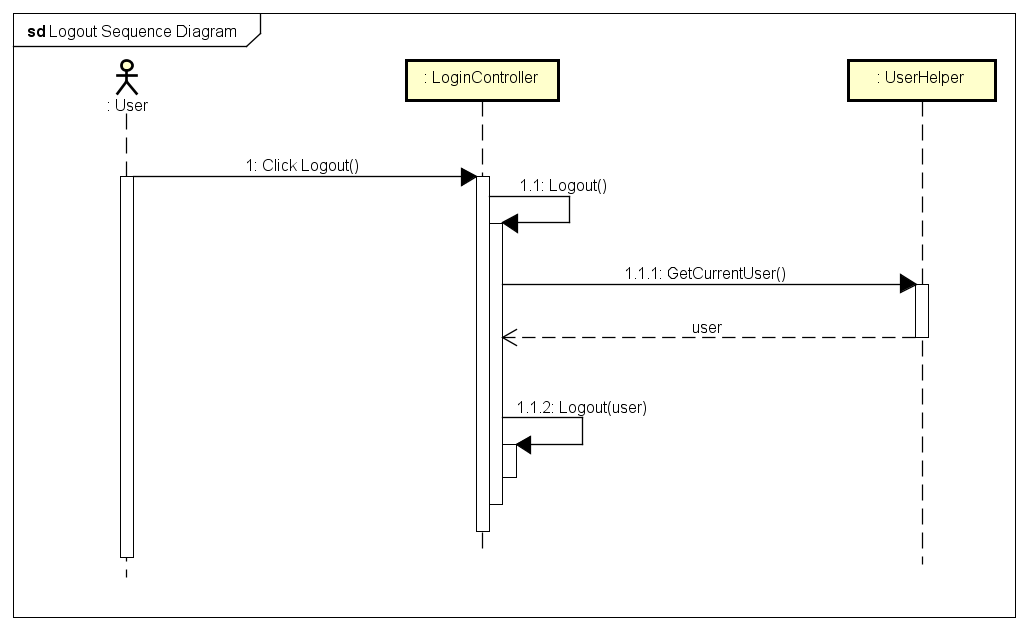 sd Logout Sequence Diagram
: User
: LoginController
: UserHelper
1: Click Logout()
1.1: Logout()
1.1.1: GetCurrentUser()
user
1.1.2: Logout(user)